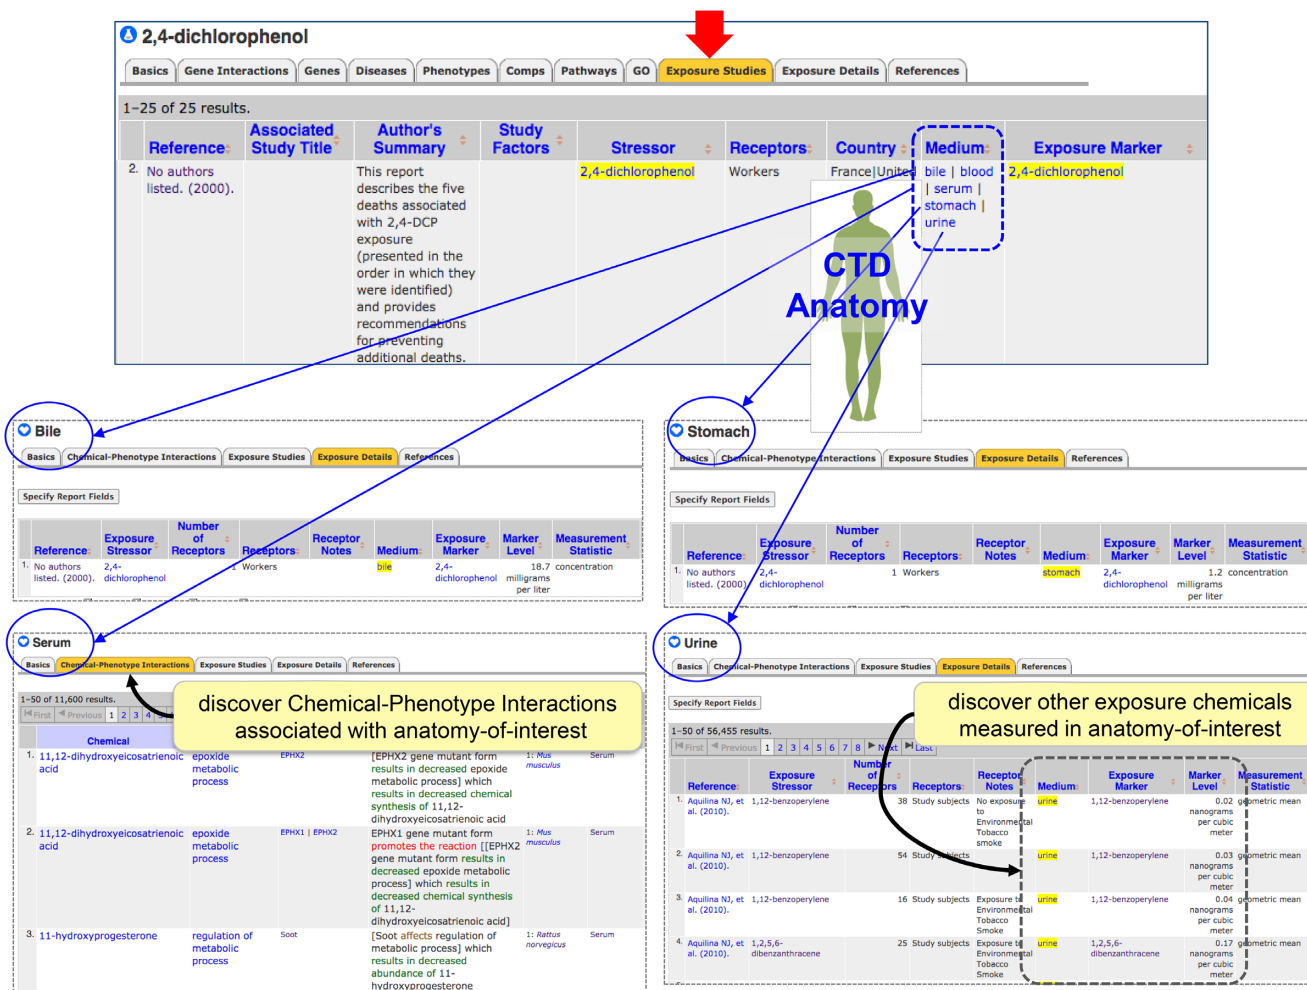 2,4-dichlorophenol
Basics Gene Interactions Genes Diseases Phenotypes Comps Pathways GO Exposure Studies Exposure Details References
1–25 of 25 results.
Reference Associated Study Title Author's Summary Study Factors Stressor Receptors Country Medium Exposure Marker
2. No authors listed. (2000).
This report
describes the five
deaths associated
with 2,4-DCP
exposure
(presented in the
order in which they
were identified)
and provides
recommendations
for preventing
additional deaths.
2,4-dichlorophenol
Workers
France|United
bile | blood
| serum |
stomach |
urine
2,4-dichlorophenol
CTD
Anatomy
Bile
Basics Chemical-Phenotype Interactions Exposure Studies Exposure Details References
Specify Report Fields
Reference Exposure Stressor Number of Receptors Receptors Receptor Notes Medium Exposure Marker Marker Level Measurement Statistic
1. No authors listed. (2000). 2,4-dichlorophenol 1 Workers bile 2,4-dichlorophenol 18.7 milligrams per liter concentration
Stomach
Basics Chemical-Phenotype Interactions Exposure Studies Exposure Details References
Specify Report Fields
Reference Exposure Stressor Number of Receptors Receptors Receptor Notes Medium Exposure Marker Marker Level Measurement Statistic
1. No authors listed. (2000) 2,4-dichlorophenol 1 Workers stomach 2,4-dichlorophenol 1.2 milligrams per liter concentration
Serum
Basics Chemical-Phenotype Interactions Exposure Studies Exposure Details References
1–50 of 11,600 results.
First Previous 1 2 3 4 5
discover Chemical-Phenotype Interactions
associated with anatomy-of-interest
Chemical
1. 11,12-dihydroxyeicosatrienoic acid epoxide metabolic process EPHX2 [EPHX2 gene mutant form results in decreased epoxide metabolic process] which results in decreased chemical synthesis of 11,12-dihydroxyeicosatrienoic acid 1: Mus musculus Serum
2. 11,12-dihydroxyeicosatrienoic acid epoxide metabolic process EPHX1 | EPHX2 EPHX1 gene mutant form promotes the reaction [[EPHX2 gene mutant form results in decreased epoxide metabolic process] which results in decreased chemical synthesis of 11,12-dihydroxyeicosatrienoic acid] 1: Mus musculus Serum
3. 11-hydroxyprogesterone regulation of metabolic process Soot [Soot affects regulation of metabolic process] which results in decreased abundance of 11-hydroxyprogesterone 1: Rattus norvegicus Serum
Urine
Basics Chemical-Phenotype Interactions Exposure Studies Exposure Details References
Specify Report Fields
discover other exposure chemicals
measured in anatomy-of-interest
1–50 of 56,455 results.
First Previous 1 2 3 4 5 6 7 8 Next Last
Reference Exposure Stressor Number of Receptors Receptors Receptor Notes Medium Exposure Marker Marker Level Measurement Statistic
1. Aquilina NJ, et al. (2010). 1,12-benzoperylene 38 Study subjects No exposure to Environmental Tobacco smoke urine 1,12-benzoperylene 0.02 nanograms per cubic meter geometric mean
2. Aquilina NJ, et al. (2010). 1,12-benzoperylene 54 Study subjects urine 1,12-benzoperylene 0.03 nanograms per cubic meter geometric mean
3. Aquilina NJ, et al. (2010). 1,12-benzoperylene 16 Study subjects Exposure to Environmental Tobacco Smoke urine 1,12-benzoperylene 0.04 nanograms per cubic meter geometric mean
4. Aquilina NJ, et al. (2010). 1,2,5,6-dibenzanthracene 25 Study subjects Exposure to Environmental Tobacco Smoke urine 1,2,5,6-dibenzanthracene 0.17 nanograms per cubic meter geometric mean